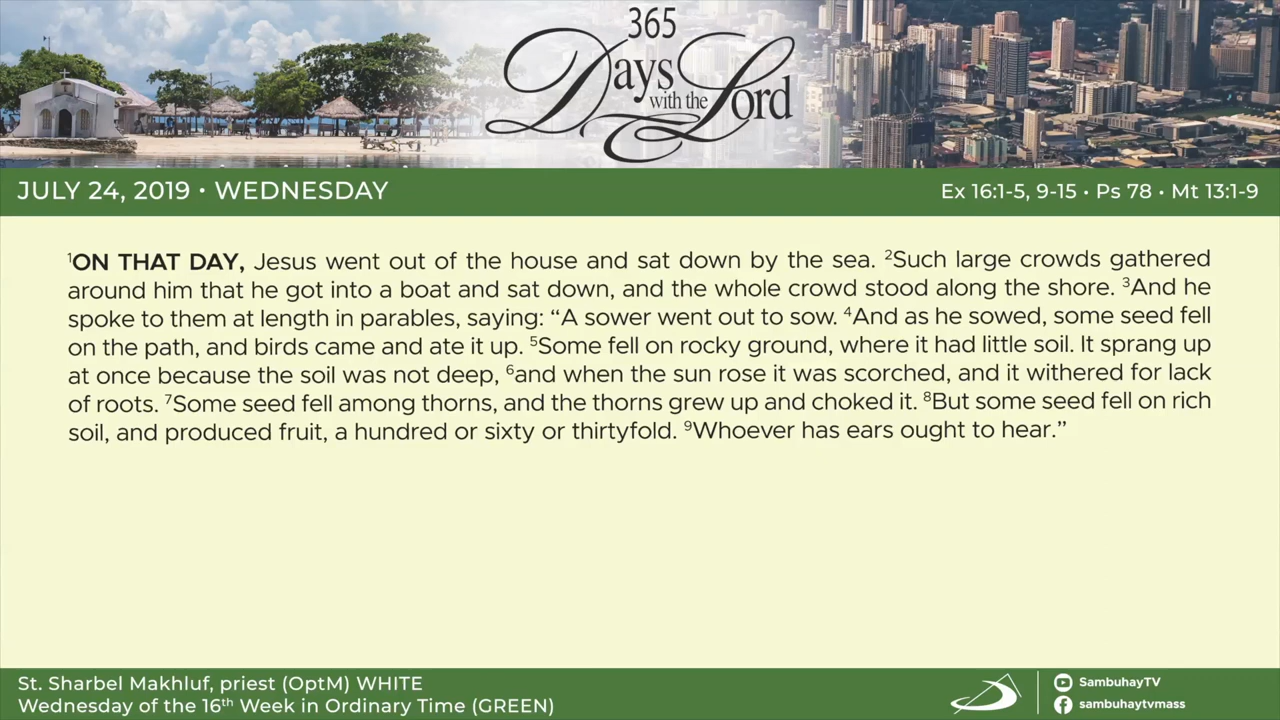 365
Days
with the
Lord
JULY 24, 2019 • WEDNESDAY
Ex 16:1-5, 9-15 • Ps 78 • Mt 13:1-9
¹ON THAT DAY, Jesus went out of the house and sat down by the sea. ²Such large crowds gathered
around him that he got into a boat and sat down, and the whole crowd stood along the shore. ³And he
spoke to them at length in parables, saying: “A sower went out to sow. ⁴And as he sowed, some seed fell
on the path, and birds came and ate it up. ⁵Some fell on rocky ground, where it had little soil. It sprang up
at once because the soil was not deep, ⁶and when the sun rose it was scorched, and it withered for lack
of roots. ⁷Some seed fell among thorns, and the thorns grew up and choked it. ⁸But some seed fell on rich
soil, and produced fruit, a hundred or sixty or thirtyfold. ⁹Whoever has ears ought to hear.”
St. Sharbel Makhluf, priest (OptM) WHITE
Wednesday of the 16th Week in Ordinary Time (GREEN)
SambuhayTV
sambuhaytvmass